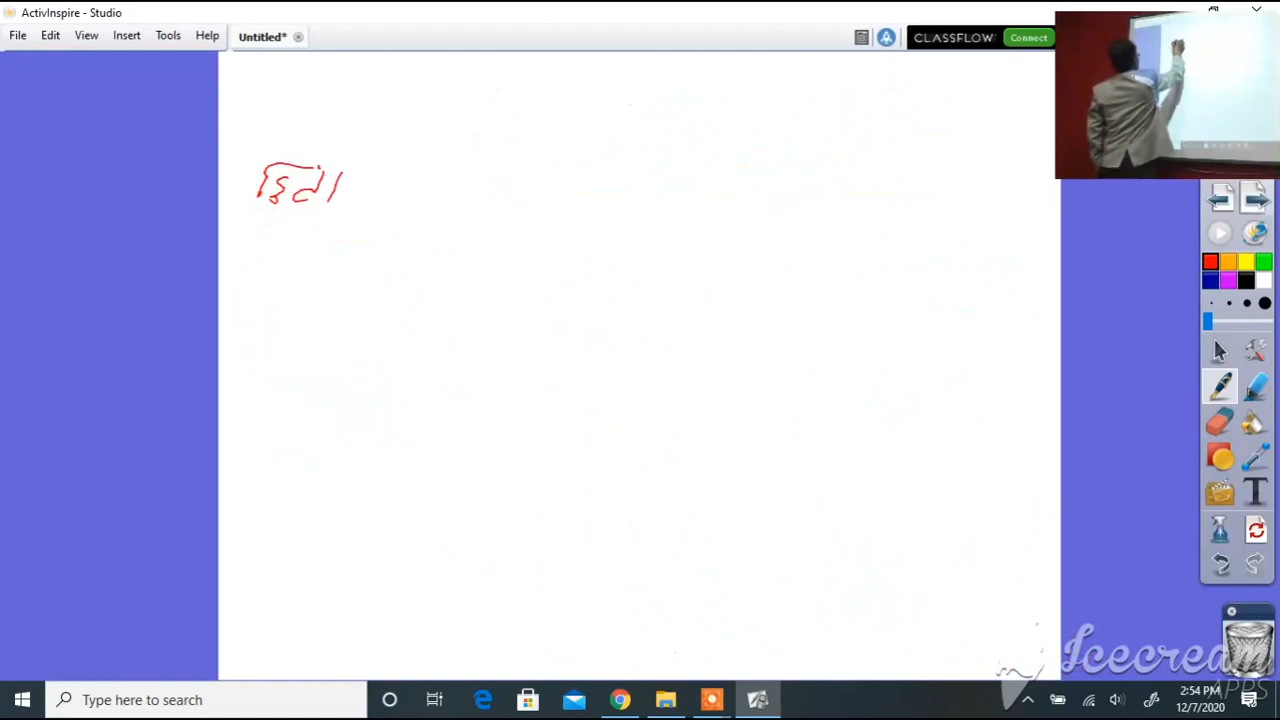 ActivInspire - Studio
File Edit View Insert Tools Help Untitled* CLASSFLOW Connect
Icecream
APPS
Type here to search
2:54 PM
12/7/2020